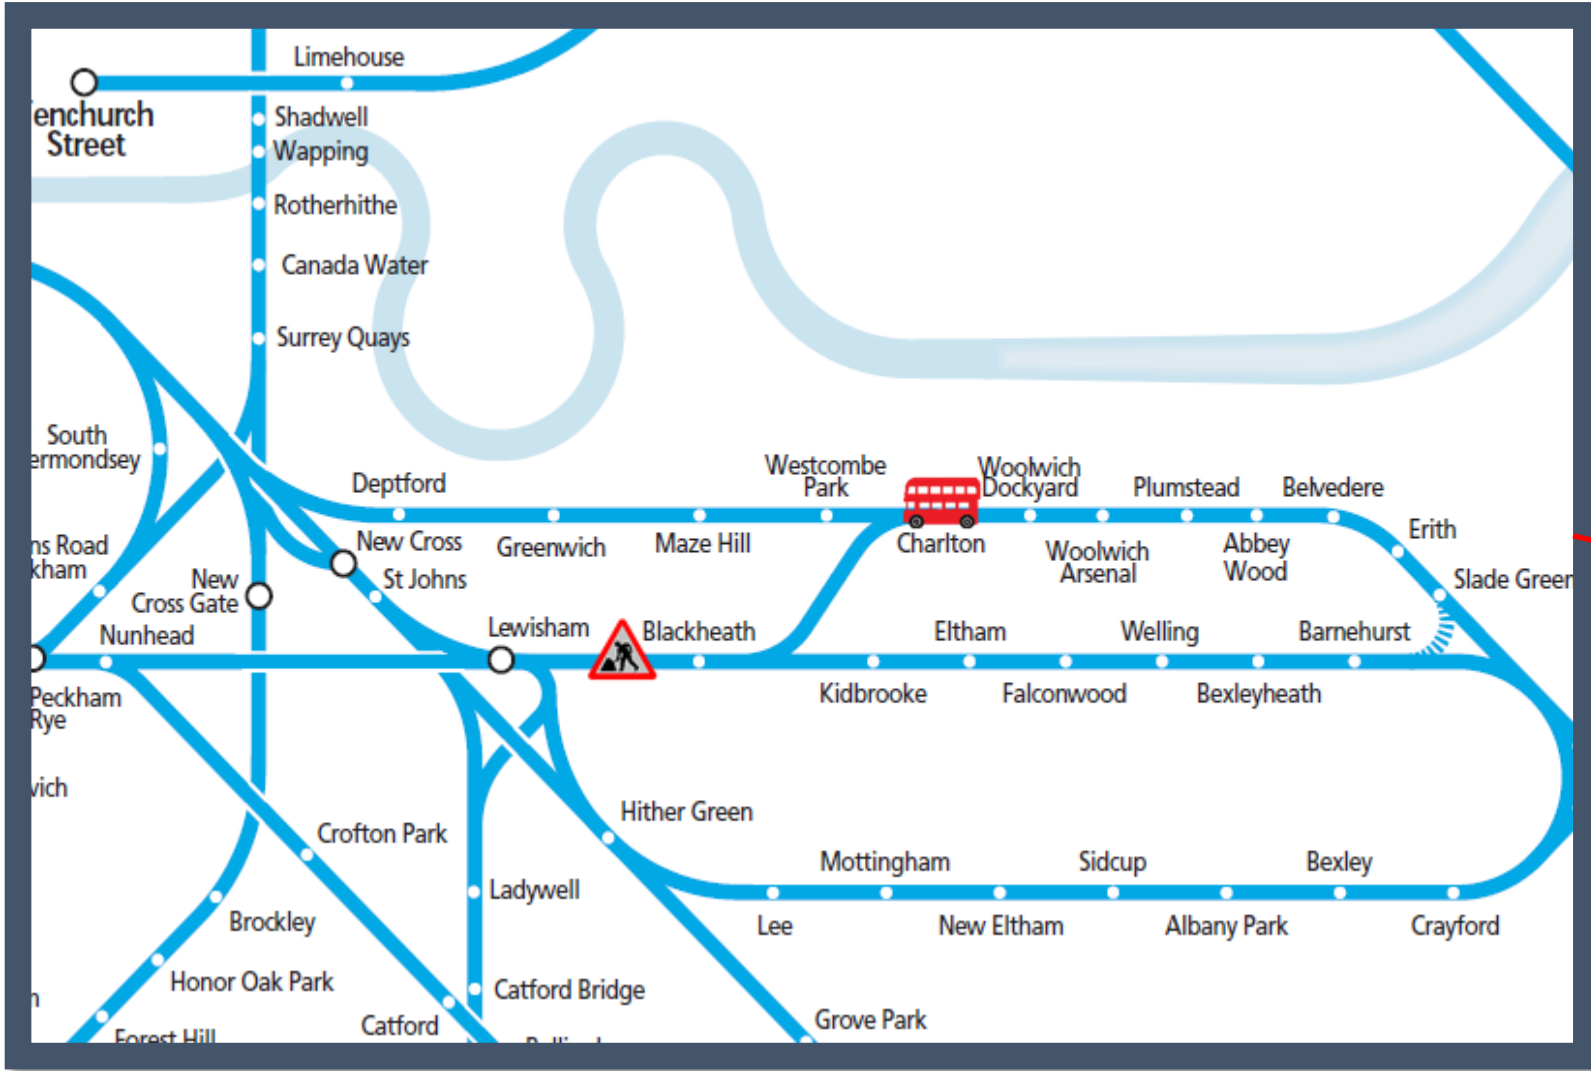 Limehouse
enchurch
Street
Shadwell
Wapping
Rotherhithe
Canada Water
Surrey Quays
South
ermondsey
Deptford
Westcombe
Park
Woolwich
Dockyard
Plumstead
Belvedere
Erith
New Cross
Greenwich
Maze Hill
Charlton
Woolwich
Arsenal
Abbey
Wood
Slade Green
ns Road
kham
New
Cross Gate
St Johns
Nunhead
Lewisham
Blackheath
Eltham
Welling
Barnehurst
Peckham
Rye
Kidbrooke
Falconwood
Bexleyheath
vich
Hither Green
Crofton Park
Mottingham
Sidcup
Bexley
Ladywell
Brockley
Lee
New Eltham
Albany Park
Crayford
Honor Oak Park
Catford Bridge
Catford
Grove Park
Forest Hill